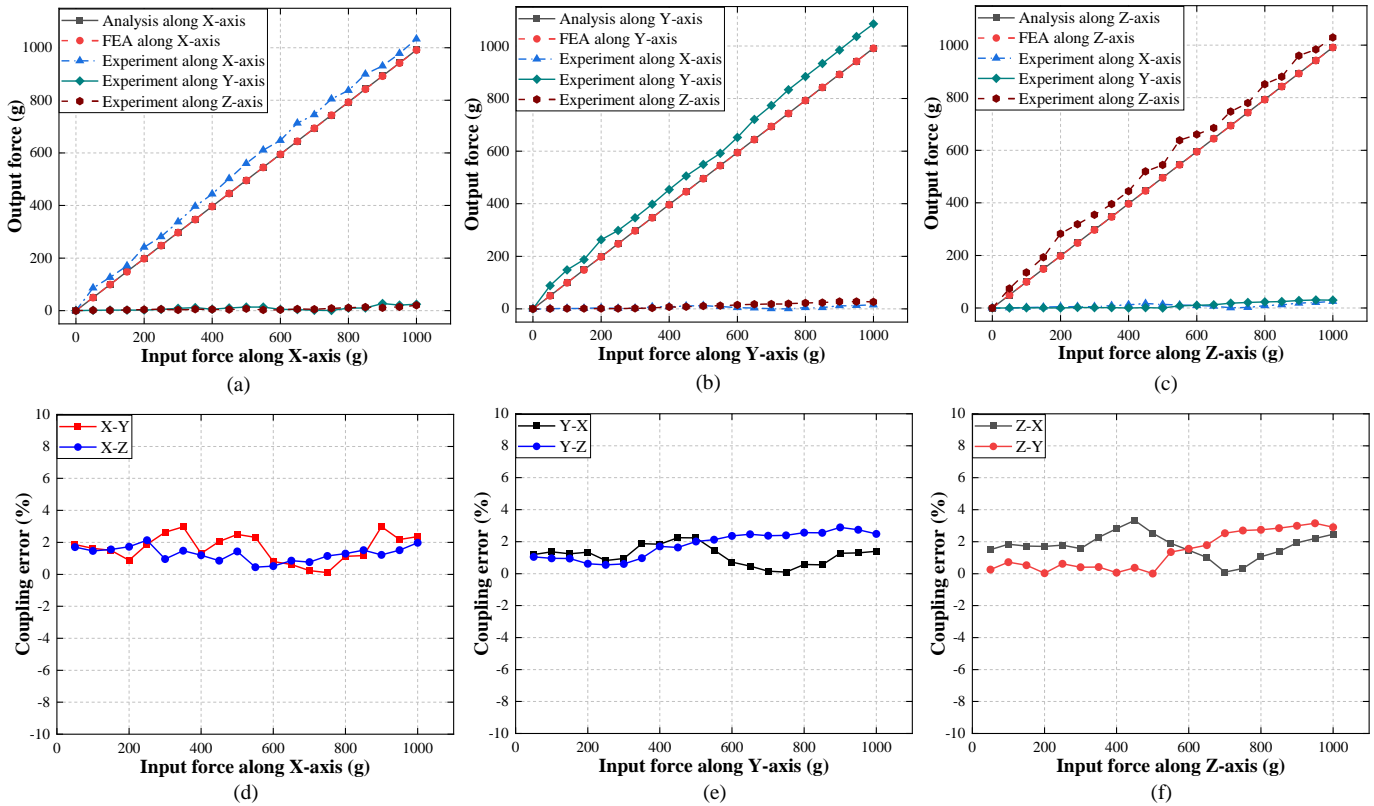 Analysis along X-axis
FEA along X-axis
Experiment along X-axis
Experiment along Y-axis
Experiment along Z-axis
Output force (g)
1000
800
600
400
200
0
0 200 400 600 800 1000
Input force along X-axis (g)
(a)
Analysis along Y-axis
FEA along Y-axis
Experiment along X-axis
Experiment along Y-axis
Experiment along Z-axis
Output force (g)
1000
800
600
400
200
0
0 200 400 600 800 1000
Input force along Y-axis (g)
(b)
Analysis along Z-axis
FEA along Z-axis
Experiment along X-axis
Experiment along Y-axis
Experiment along Z-axis
Output force (g)
1000
800
600
400
200
0
0 200 400 600 800 1000
Input force along Z-axis (g)
(c)
X-Y
X-Z
Coupling error (%)
10
8
6
4
2
0
-2
-4
-6
-8
-10
0 200 400 600 800 1000
Input force along X-axis (g)
(d)
Y-X
Y-Z
Coupling error (%)
10
8
6
4
2
0
-2
-4
-6
-8
-10
0 200 400 600 800 1000
Input force along Y-axis (g)
(e)
Z-X
Z-Y
Coupling error (%)
10
8
6
4
2
0
-2
-4
-6
-8
-10
0 200 400 600 800 1000
Input force along Z-axis (g)
(f)